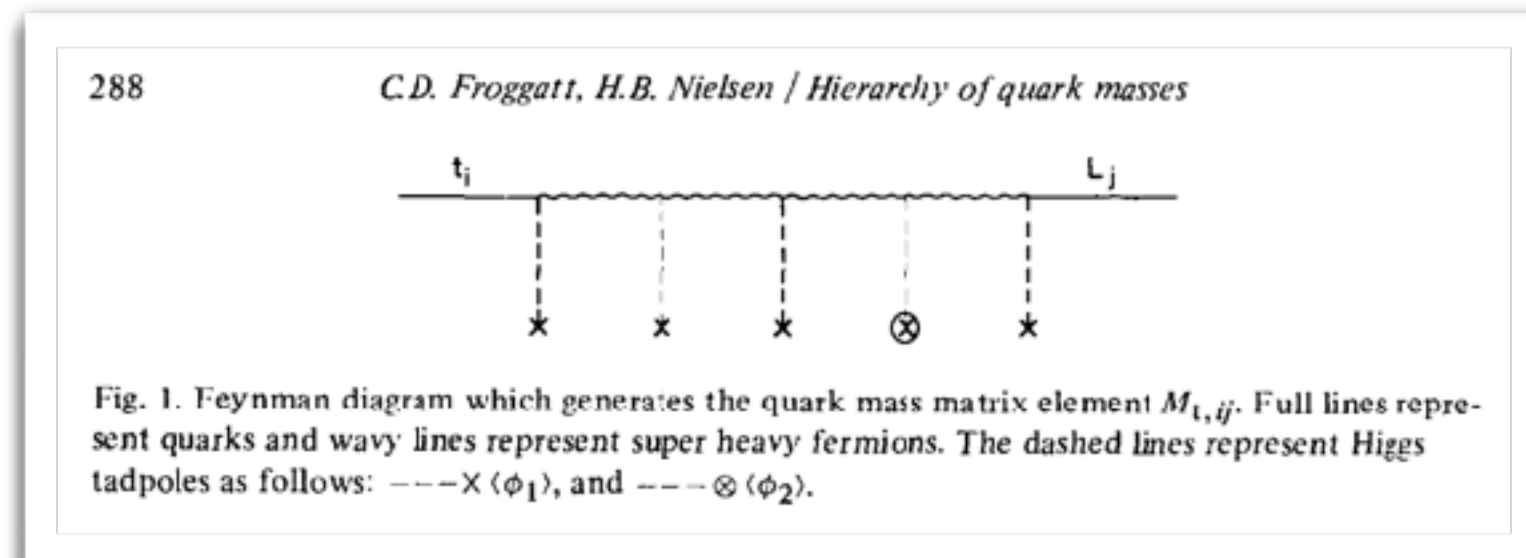 288 C.D. Froggatt, H.B. Nielsen / Hierarchy of quark masses
t_i L_j
Fig. 1. Feynman diagram which generates the quark mass matrix element M_{t,ij}. Full lines repre-
sent quarks and wavy lines represent super heavy fermions. The dashed lines represent Higgs
tadpoles as follows: ---X ⟨ϕ₁⟩, and ---⊗ ⟨ϕ₂⟩.